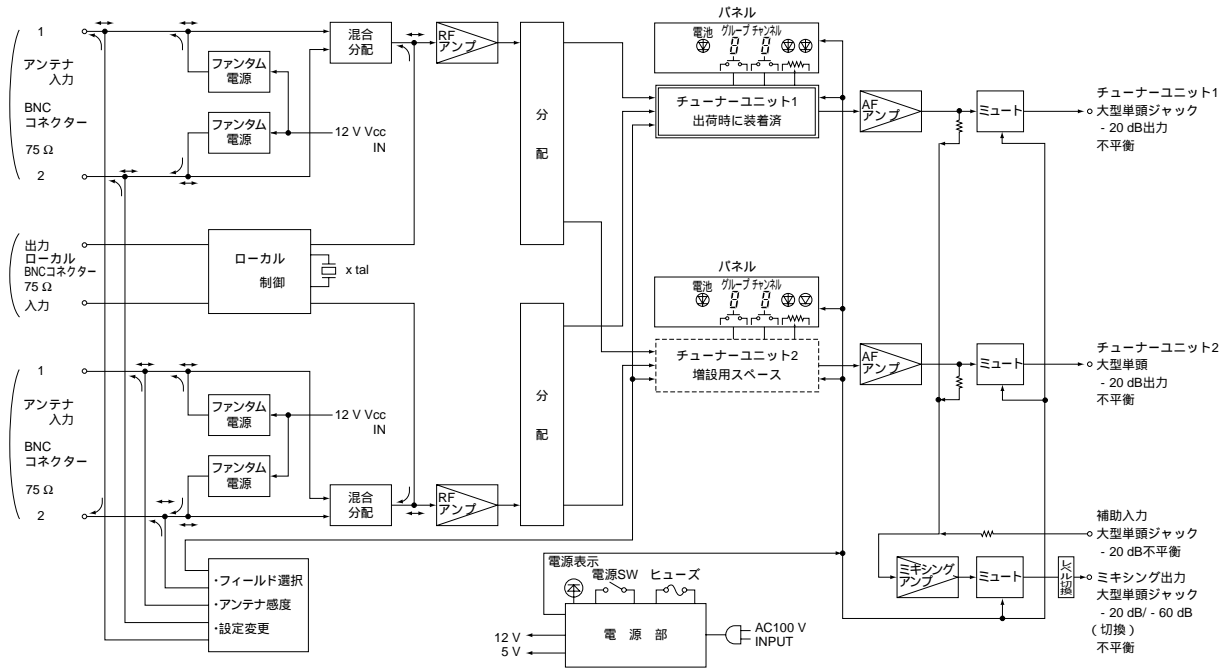 1
アンテナ
入力
BNC
コネクター
75 Ω
2
ファンタム
電源
ファンタム
電源
12 V Vcc
IN
混合
分配
RF
アンプ
分
配
パネル
電池 グループ チャンネル
8 8
チューナーユニット1
出荷時に装着済
AF
アンプ
ミュート
チューナーユニット1
大型単頭ジャック
- 20 dB出力
不平衡
出力
ローカル
BNCコネクター
75 Ω
入力
ローカル
制御
x tal
パネル
電池 グループ チャンネル
8 8
チューナーユニット2
増設用スペース
AF
アンプ
ミュート
チューナーユニット2
大型単頭
- 20 dB出力
不平衡
1
アンテナ
入力
BNC
コネクター
75 Ω
2
ファンタム
電源
ファンタム
電源
12 V Vcc
IN
混合
分配
RF
アンプ
分
配
・フィールド選択
・アンテナ感度
・設定変更
電源表示
電源SW
ヒューズ
電 源 部
12 V
5 V
AC100 V
INPUT
補助入力
大型単頭ジャック
- 20 dB不平衡
ミキシング
アンプ
ミュート
レベル切換
ミキシング出力
大型単頭ジャック
- 20 dB/ - 60 dB
(切換)
不平衡